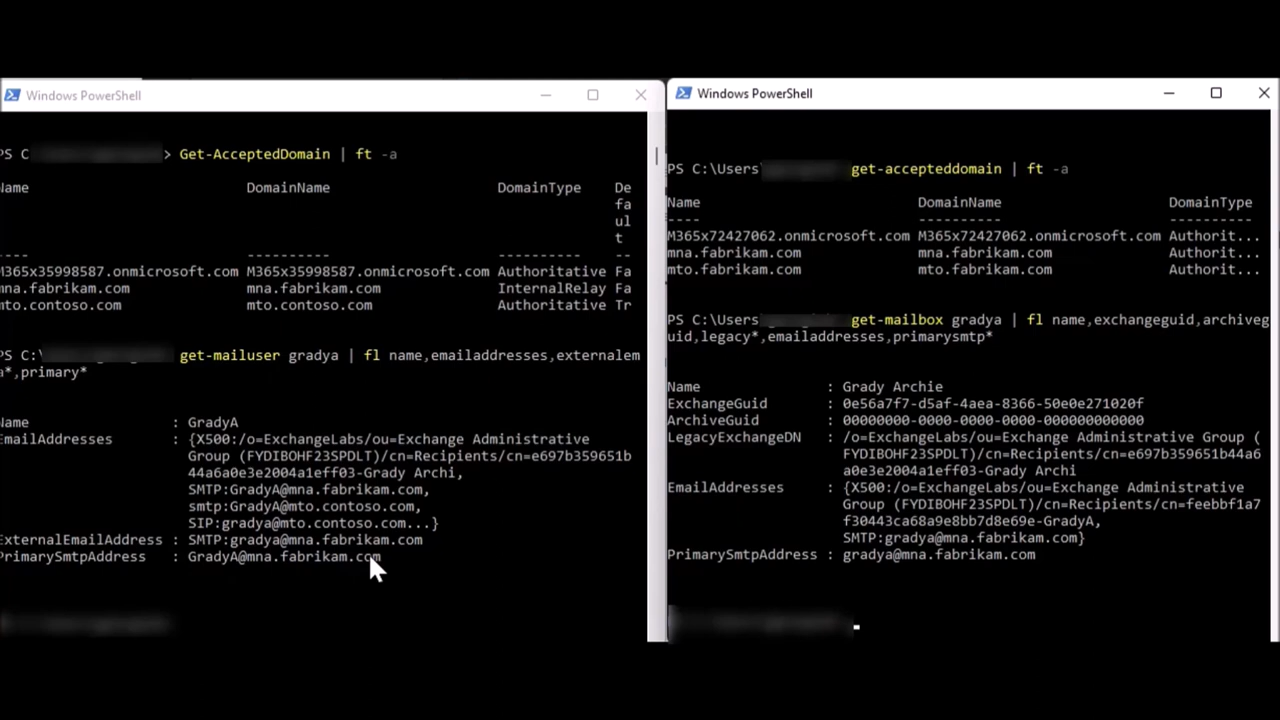 Windows PowerShell
PS C > Get-AcceptedDomain | ft -a
Name DomainName DomainType De
fa
ul
t
---- ---------- ---------- --
M365x35998587.onmicrosoft.com M365x35998587.onmicrosoft.com Authoritative Fa
mna.fabrikam.com mna.fabrikam.com InternalRelay Fa
mto.contoso.com mto.contoso.com Authoritative Tr
PS C:\ get-mailuser gradya | fl name,emailaddresses,externalem
a*,primary*
Name : GradyA
EmailAddresses : {X500:/o=ExchangeLabs/ou=Exchange Administrative
Group (FYDIBOHF23SPDLT)/cn=Recipients/cn=e697b359651b
44a6a0e3e2004a1eff03-Grady Archi,
SMTP:GradyA@mna.fabrikam.com,
smtp:GradyA@mto.contoso.com,
SIP:gradya@mto.contoso.com...}
ExternalEmailAddress : SMTP:gradya@mna.fabrikam.com
PrimarySmtpAddress : GradyA@mna.fabrikam.com
Windows PowerShell
PS C:\Users get-accepteddomain | ft -a
Name DomainName DomainType
---- ---------- ----------
M365x72427062.onmicrosoft.com M365x72427062.onmicrosoft.com Authorit...
mna.fabrikam.com mna.fabrikam.com Authorit...
mto.fabrikam.com mto.fabrikam.com Authorit...
PS C:\Users get-mailbox gradya | fl name,exchangeguid,archiveg
uid,legacy*,emailaddresses,primarysmtp*
Name : Grady Archie
ExchangeGuid : 0e56a7f7-d5af-4aea-8366-50e0e271020f
ArchiveGuid : 00000000-0000-0000-0000-000000000000
LegacyExchangeDN : /o=ExchangeLabs/ou=Exchange Administrative Group (
FYDIBOHF23SPDLT)/cn=Recipients/cn=e697b359651b44a6
a0e3e2004a1eff03-Grady Archi
EmailAddresses : {X500:/o=ExchangeLabs/ou=Exchange Administrative
Group (FYDIBOHF23SPDLT)/cn=Recipients/cn=feebbf1a7
f30443ca68a9e8bb7d8e69e-GradyA,
SMTP:gradya@mna.fabrikam.com}
PrimarySmtpAddress : gradya@mna.fabrikam.com